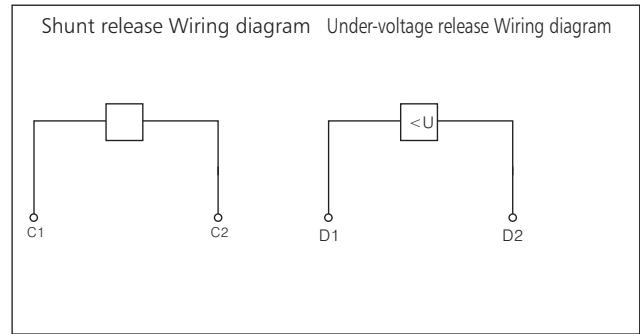 Shunt release Wiring diagram Under-voltage release Wiring diagram
<U
C1 C2 D1 D2